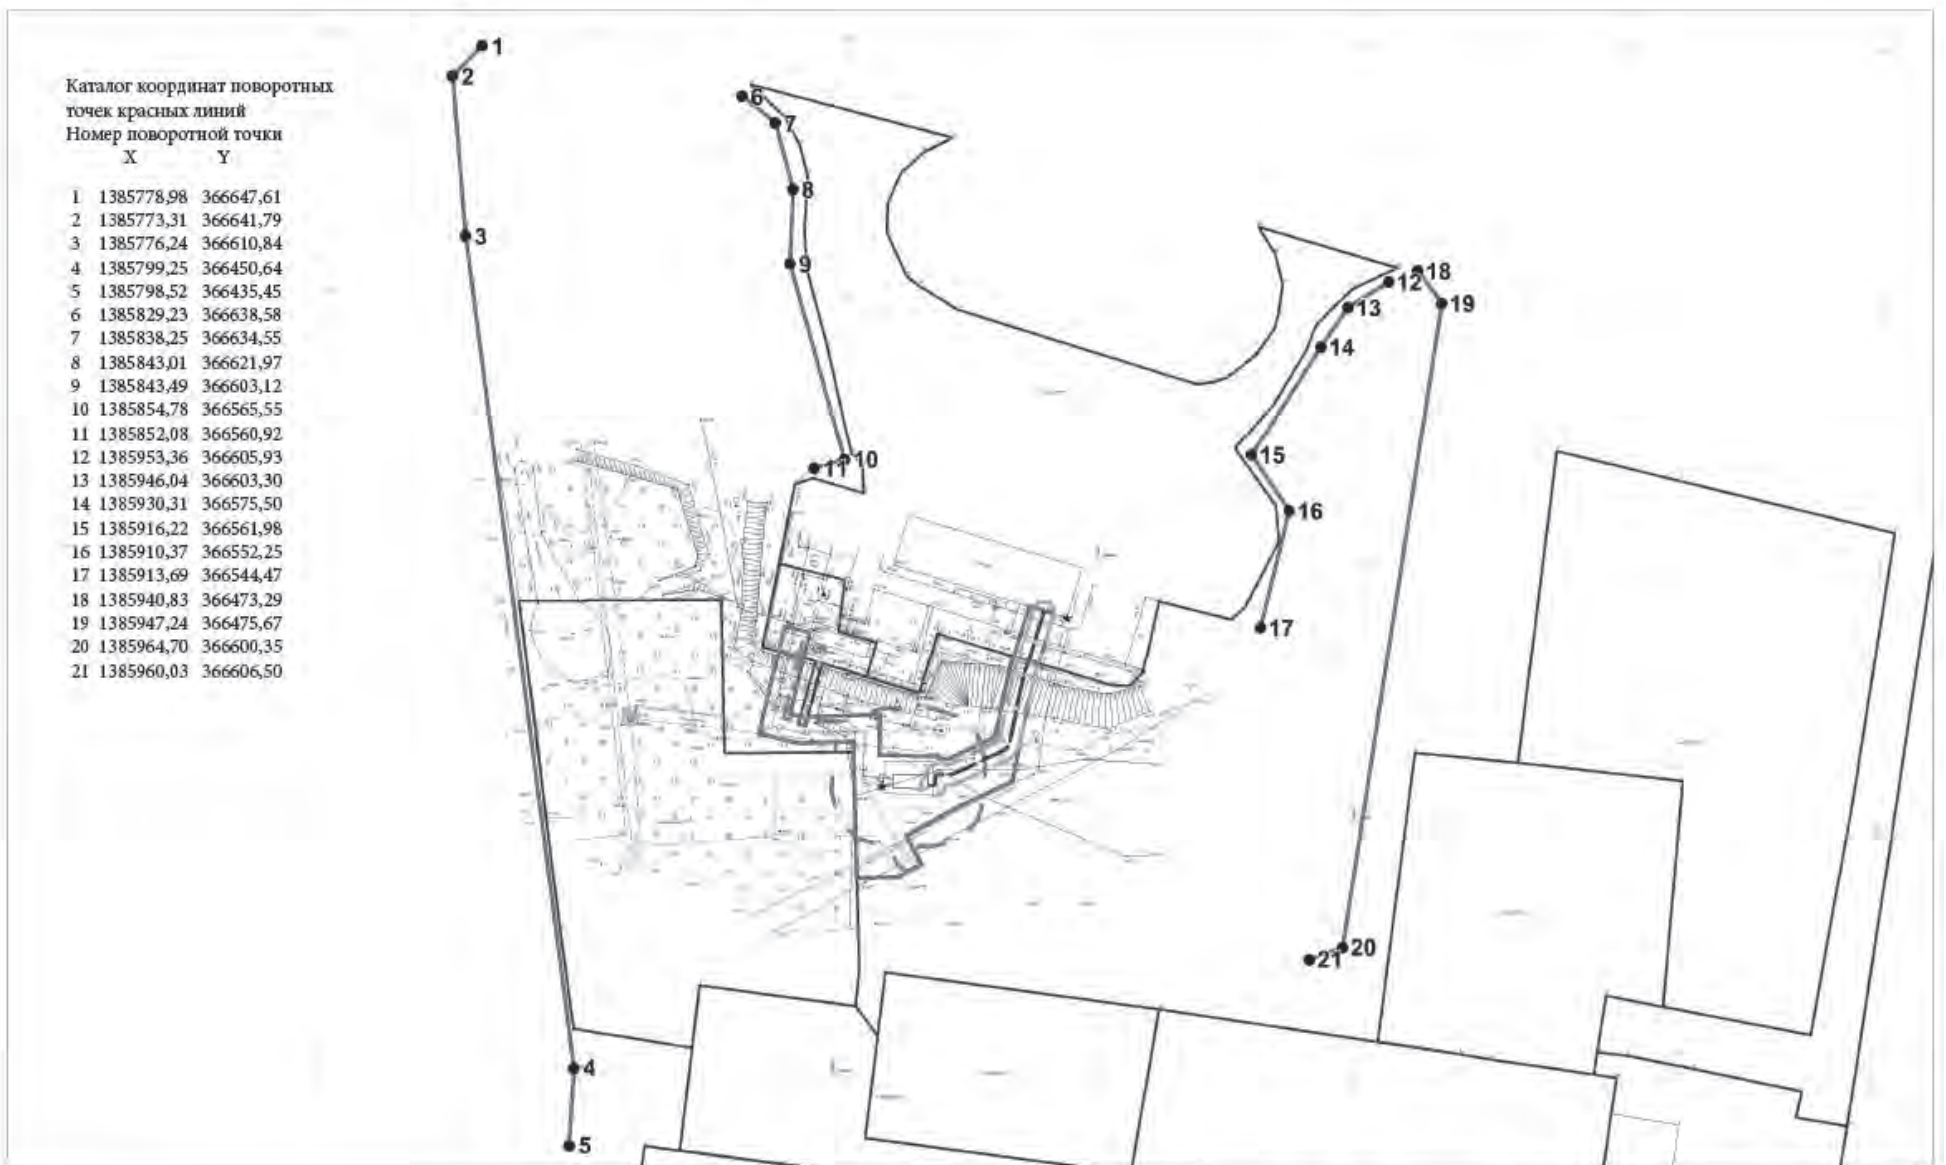 Каталог координат поворотных
точек красных линий
Номер поворотной точки
X Y
1 1385778,98 366647,61
2 1385773,31 366641,79
3 1385776,24 366610,84
4 1385799,25 366450,64
5 1385798,52 366435,45
6 1385829,23 366638,58
7 1385838,25 366634,55
8 1385843,01 366621,97
9 1385843,49 366603,12
10 1385854,78 366565,55
11 1385852,08 366560,92
12 1385953,36 366605,93
13 1385946,04 366603,30
14 1385930,31 366575,50
15 1385916,22 366561,98
16 1385910,37 366552,25
17 1385913,69 366544,47
18 1385940,83 366473,29
19 1385947,24 366475,67
20 1385964,70 366600,35
21 1385960,03 366606,50
1
2
3
4
5
6
7
8
9
10
11
12
13
14
15
16
17
18
19
20
21